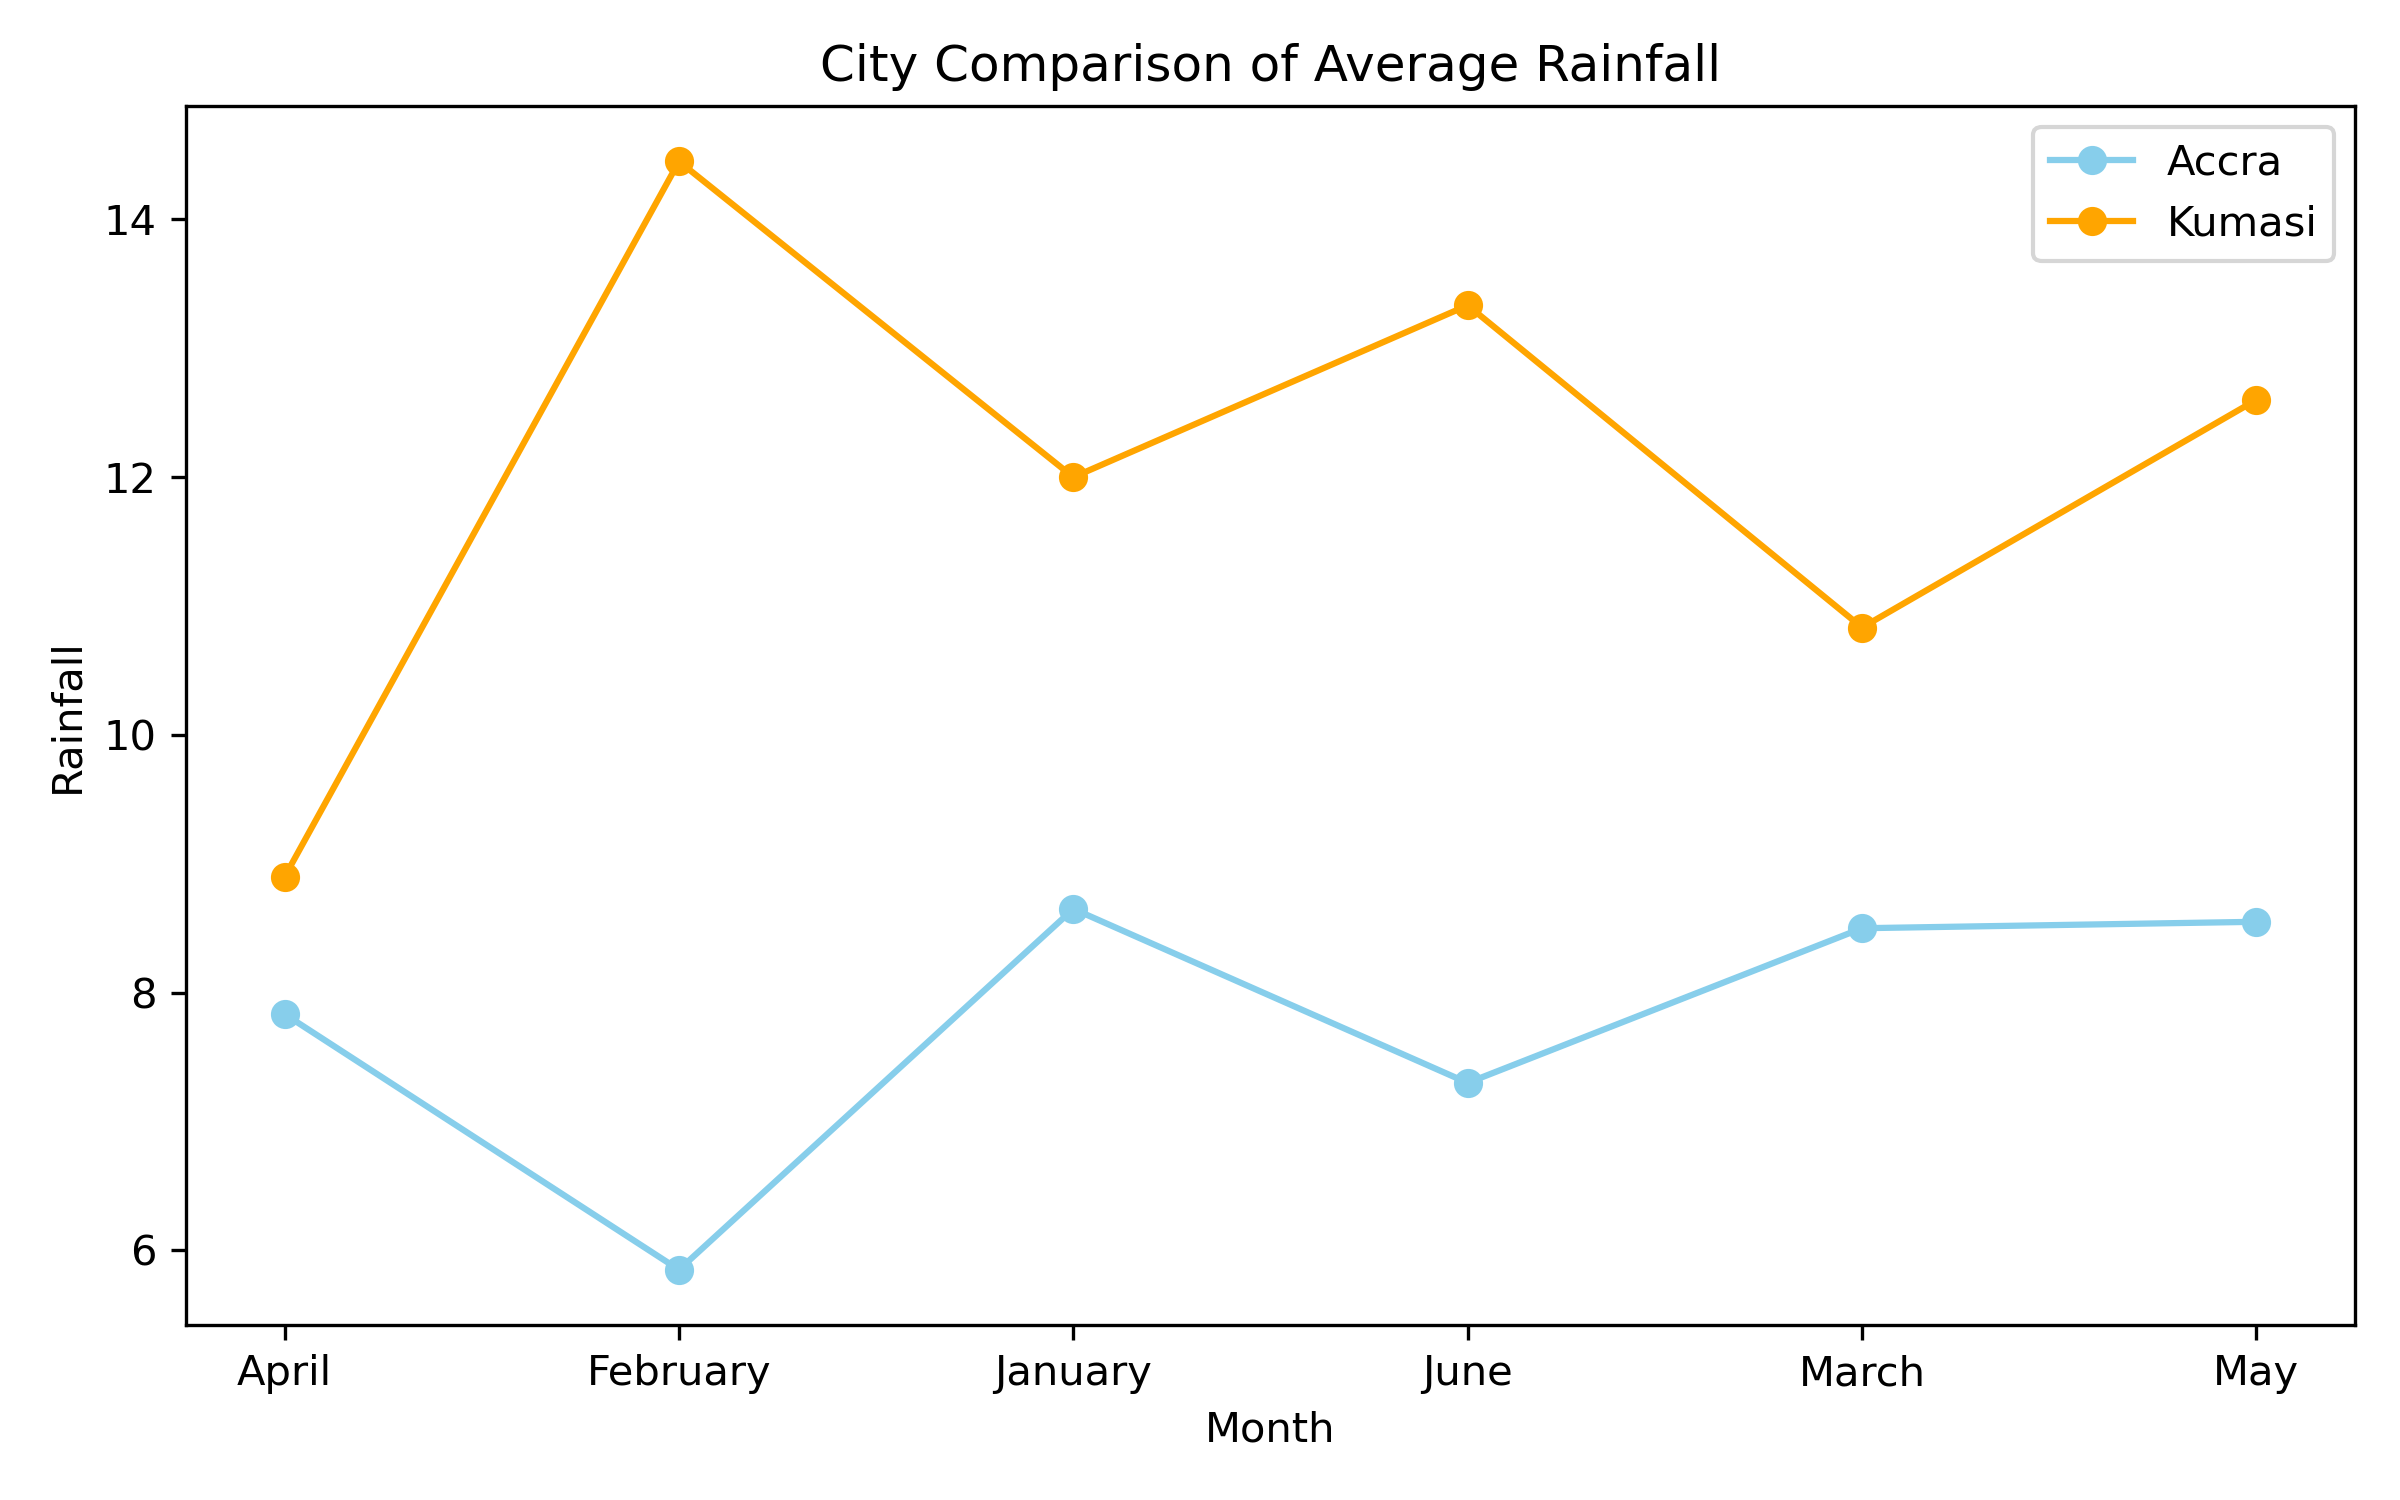 City Comparison of Average Rainfall
Accra
Kumasi
14
12
10
8
6
Rainfall
April February January June March May
Month